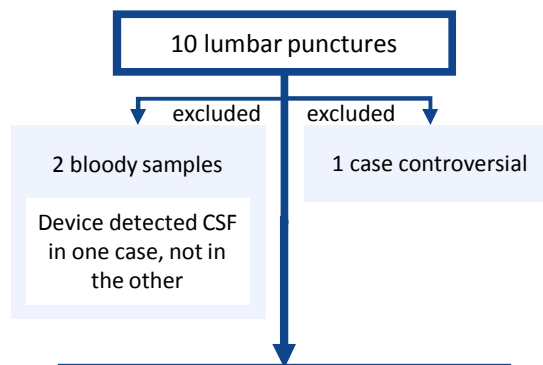 10 lumbar punctures
excluded
excluded
2 bloody samples
Device detected CSF
in one case, not in
the other
1 case controversial